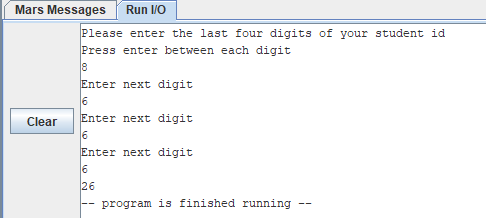 Mars Messages Run I/O
Please enter the last four digits of your student id
Press enter between each digit
8
Enter next digit
6
Enter next digit
6
Clear
Enter next digit
6
26
-- program is finished running --